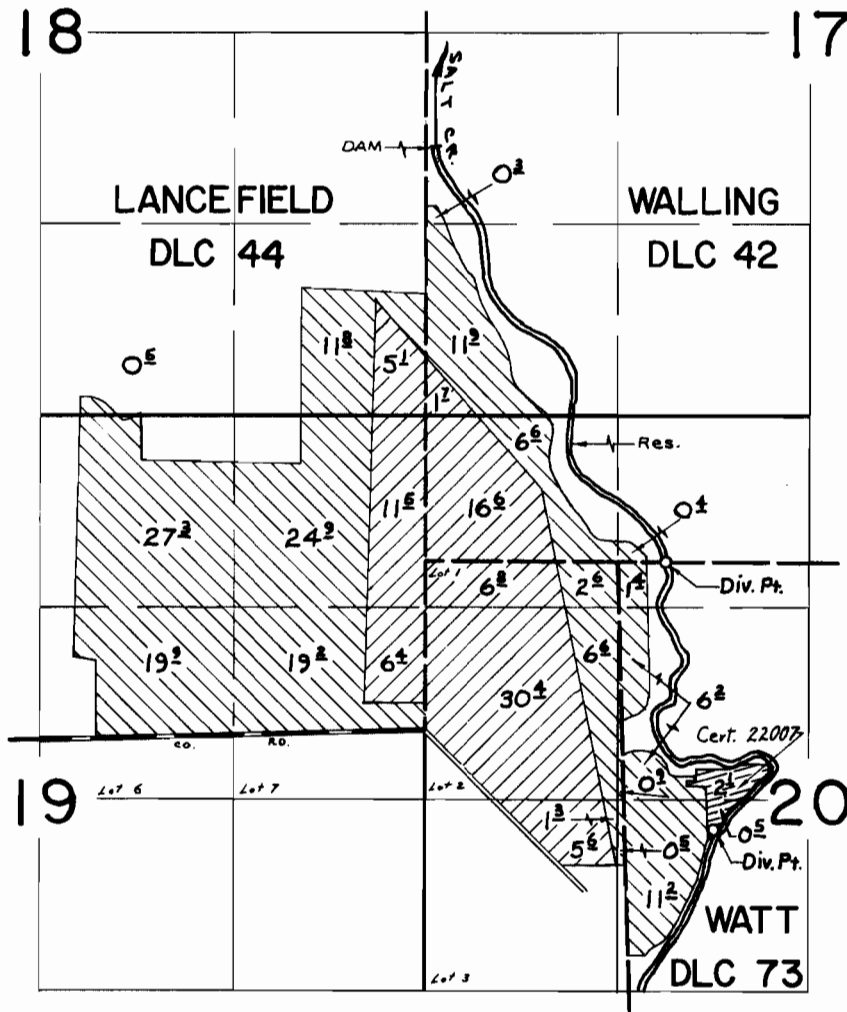 18
17
SALT CR.
DAM
0 3
LANCEFIELD
DLC 44
WALLING
DLC 42
11 8
11 9
5 1
0 6
1 7
6 6
Res.
27 3
24 9
11 6
16 6
0 4
Lot 1
6 8
2 6
1 4
Div. Pt.
19 9
19 2
6 4
6 6
30 4
6 2
Cert. 22007
CO. RD.
0 9
2 1
19
Lot 6
Lot 7
Lot 2
20
1 3
0 5
5 6
0 5
Div. Pt.
11 2
WATT
DLC 73
Lot 3